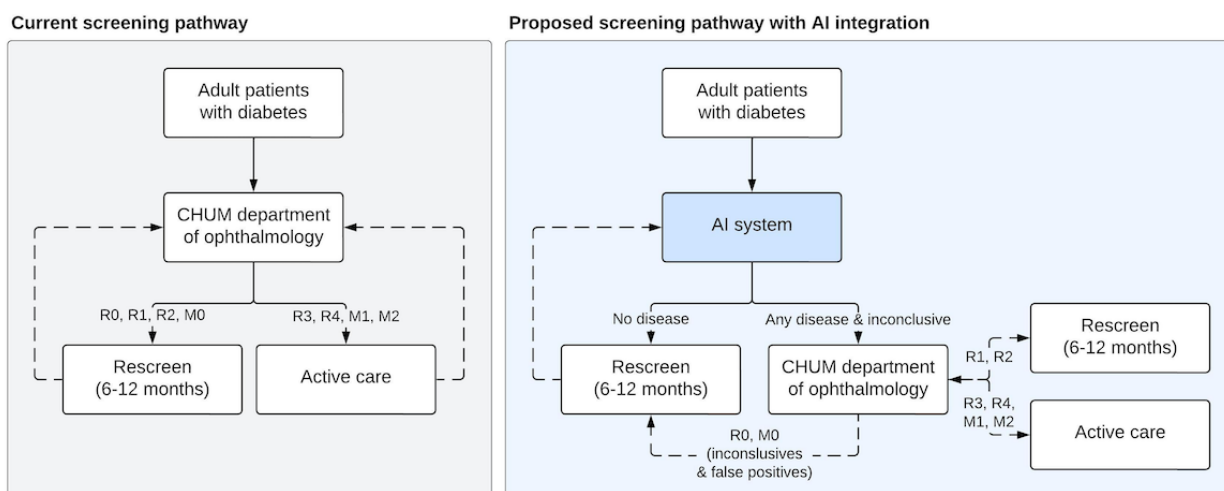 Current screening pathway
Adult patients
with diabetes
CHUM department
of ophthalmology
R0, R1, R2, M0
R3, R4, M1, M2
Rescreen
(6-12 months)
Active care
Proposed screening pathway with AI integration
Adult patients
with diabetes
AI system
No disease
Any disease & inconclusive
Rescreen
(6-12 months)
CHUM department
of ophthalmology
R1, R2
Rescreen
(6-12 months)
R3, R4,
M1, M2
Active care
R0, M0
(inconslusives
& false positives)